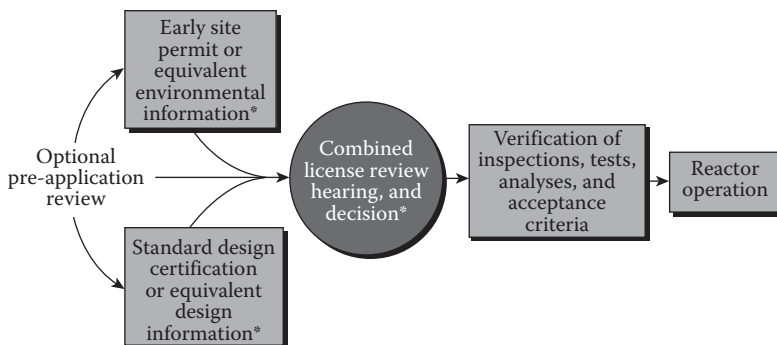 Early site
permit or
equivalent
environmental
information*
Optional
pre-application
review
Standard design
certification
or equivalent
design
information*
Combined
license review
hearing, and
decision*
Verification of
inspections, tests,
analyses, and
acceptance
criteria
Reactor
operation